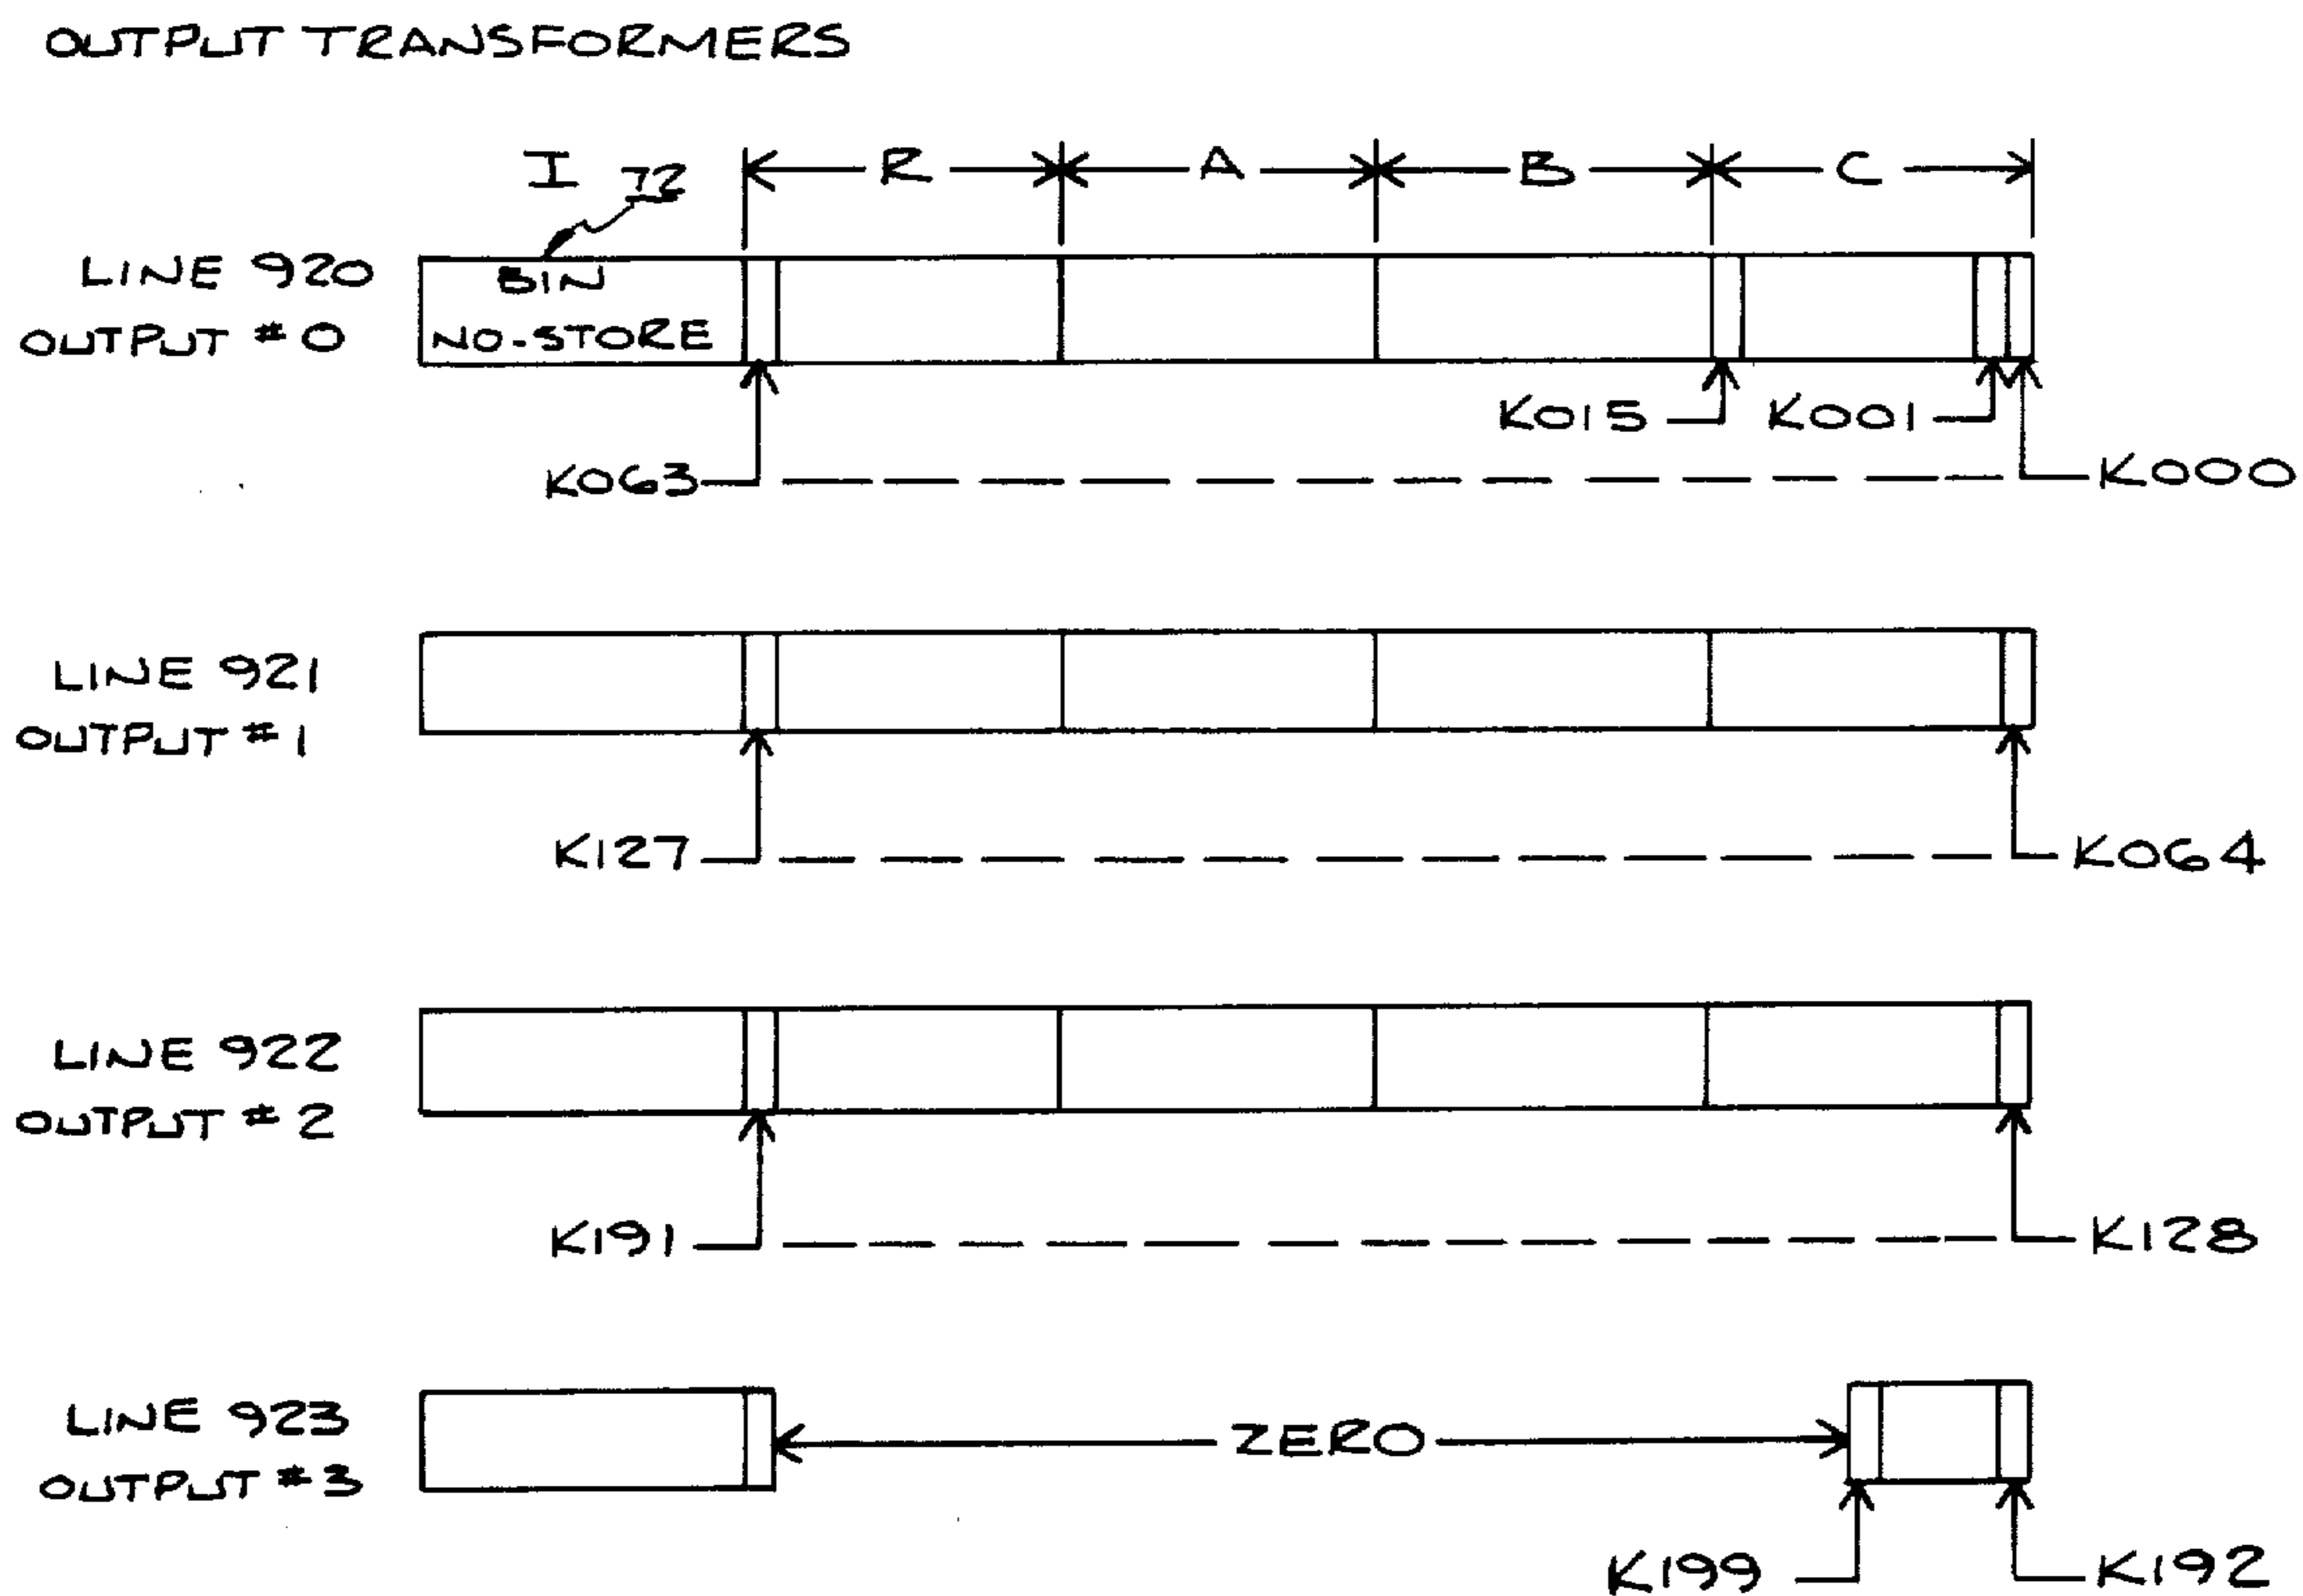 OUTPUT TRANSFORMERS
I 72 R A B C
LINE 920
OUTPUT #0
BIN
NO-STORE
K015 K001
K063 K000
LINE 921
OUTPUT #1
K127 K064
LINE 922
OUTPUT #2
K191 K128
LINE 923
OUTPUT #3
ZERO
K199 K192